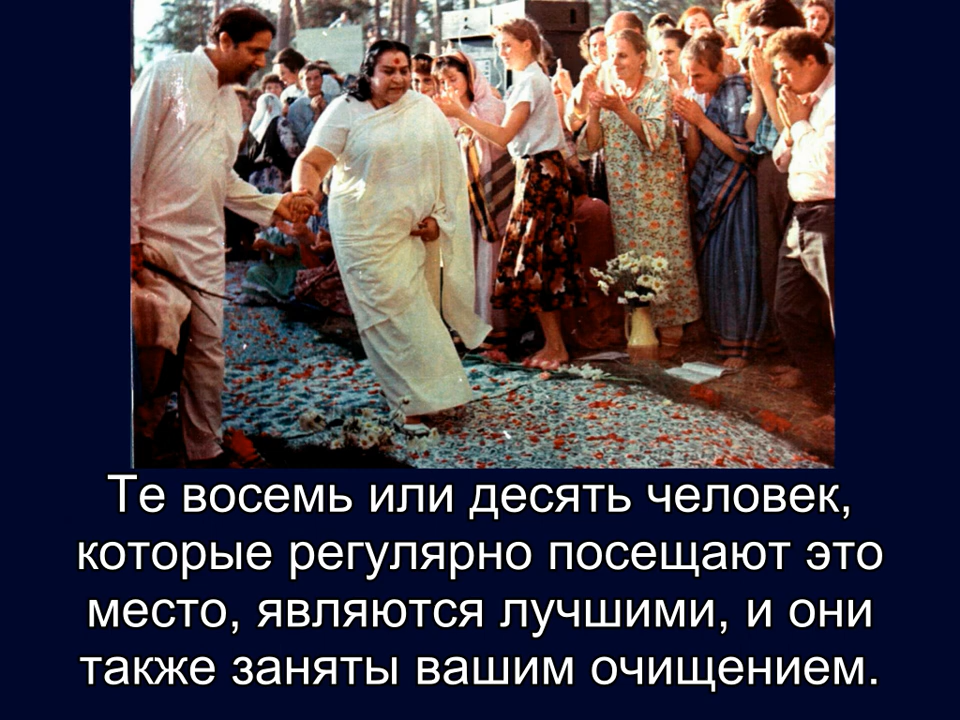 Те восемь или десять человек,
которые регулярно посещают это
место, являются лучшими, и они
также заняты вашим очищением.